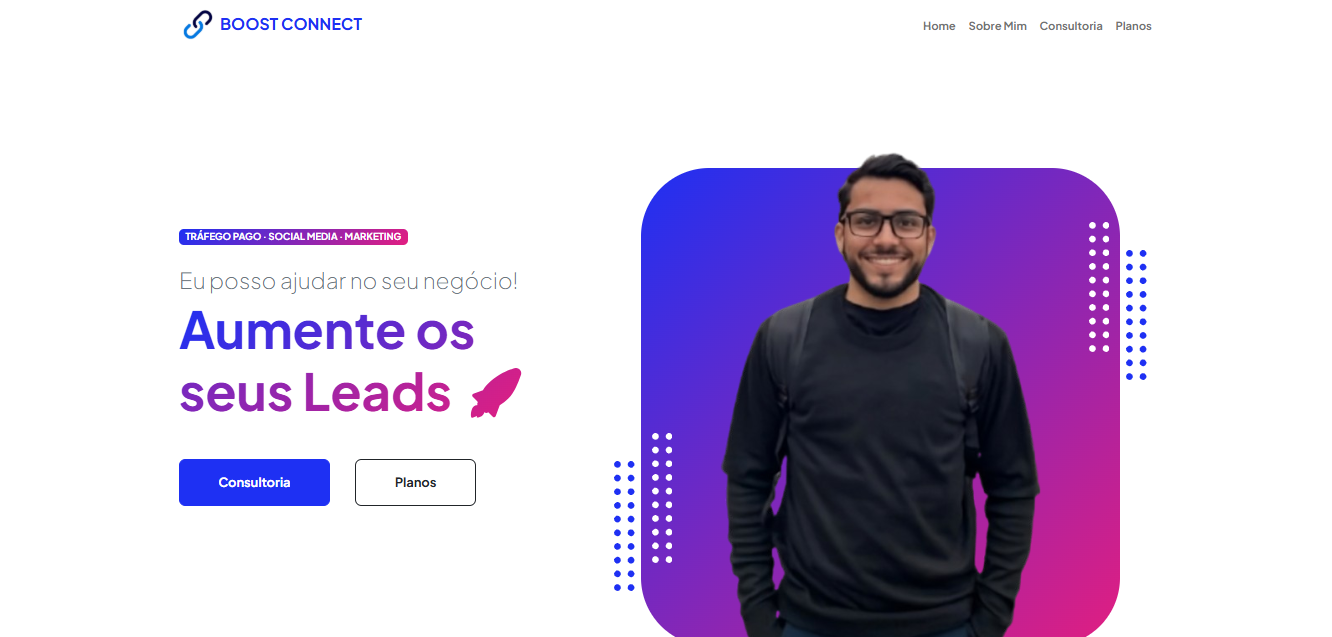 BOOST CONNECT
Home Sobre Mim Consultoria Planos
TRÁFEGO PAGO · SOCIAL MEDIA · MARKETING
Eu posso ajudar no seu negócio!
Aumente os
seus Leads
Consultoria Planos